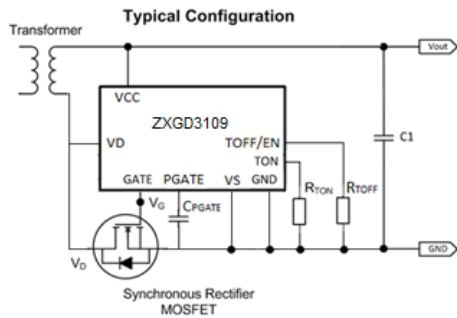 Typical Configuration
Transformer
Vout
VCC
ZXGD3109
VD
TOFF/EN
TON
C1
GATE PGATE VS GND
RTON
RTOFF
VG
CPGATE
VD
GND
Synchronous Rectifier
MOSFET